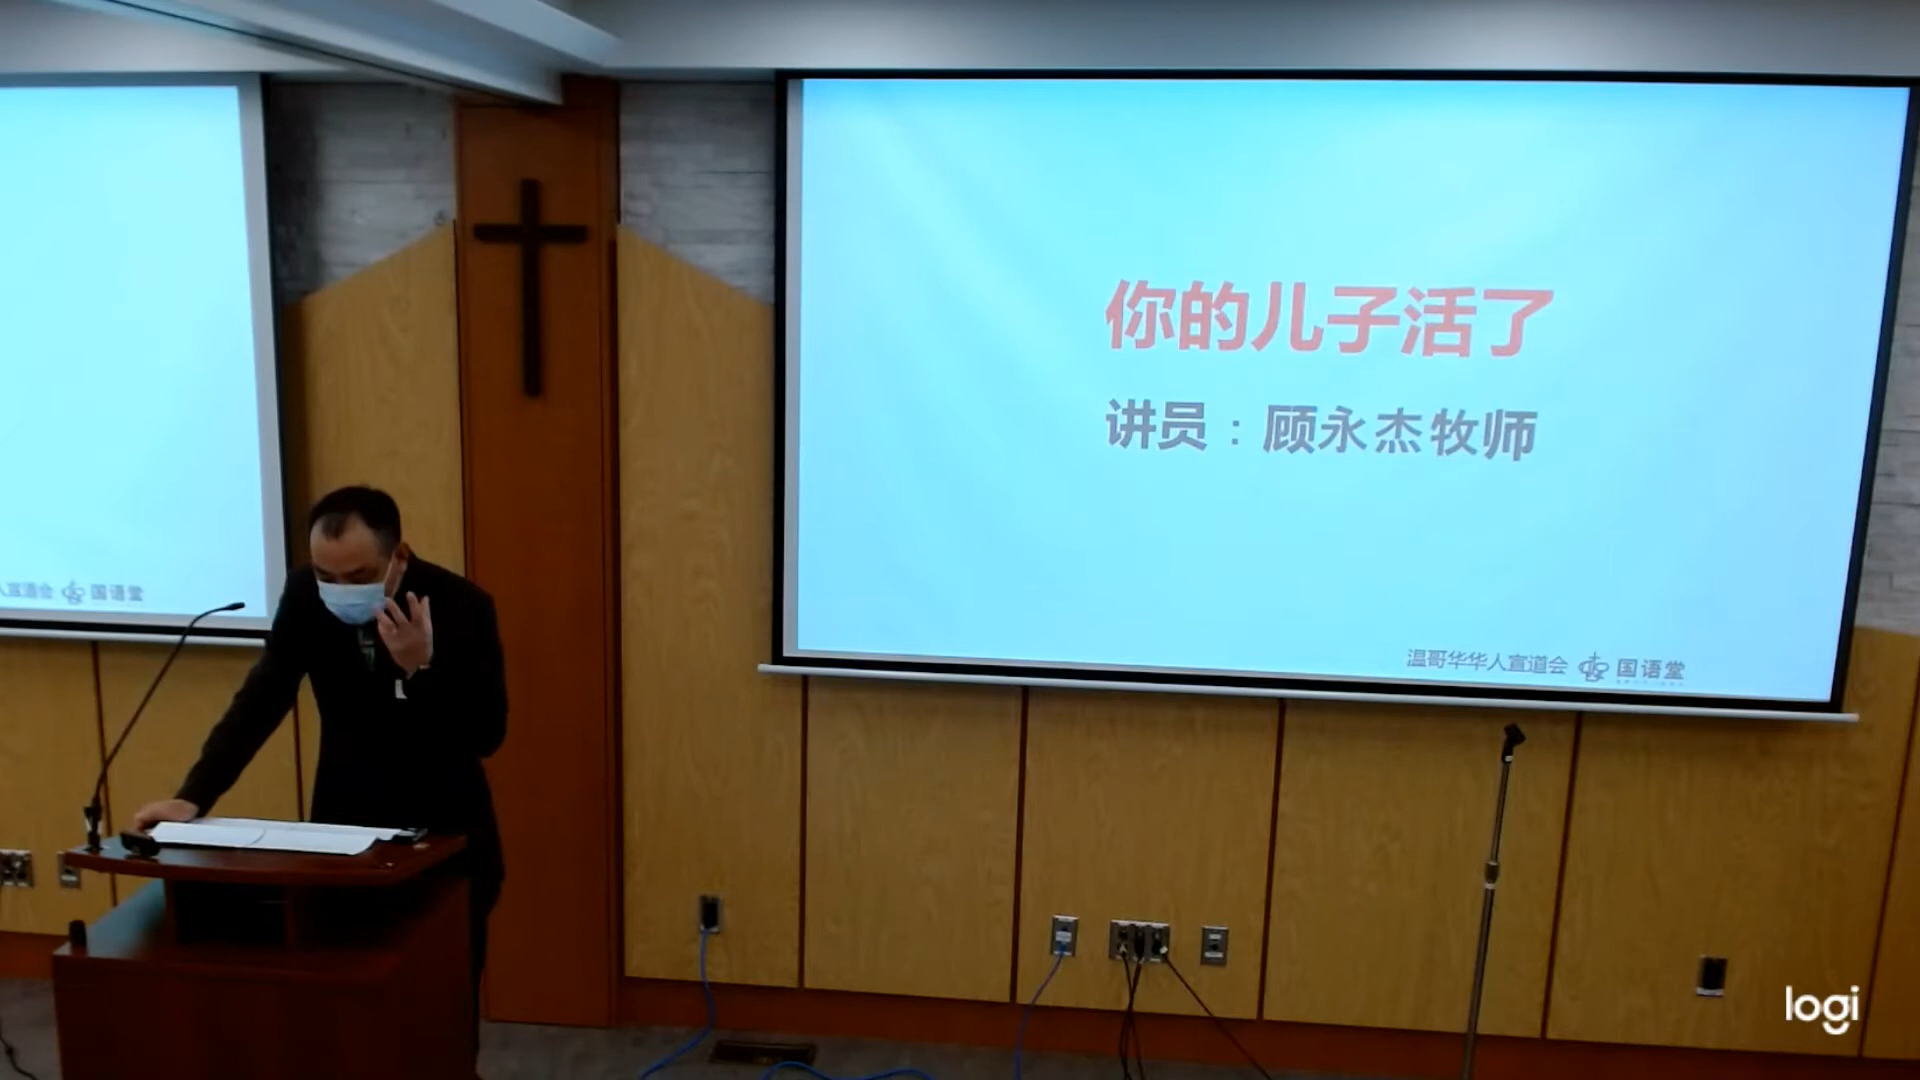 你的儿子活了
讲员：顾永杰牧师
温哥华华人宣道会 国语堂
人宣道会 国语堂
logi